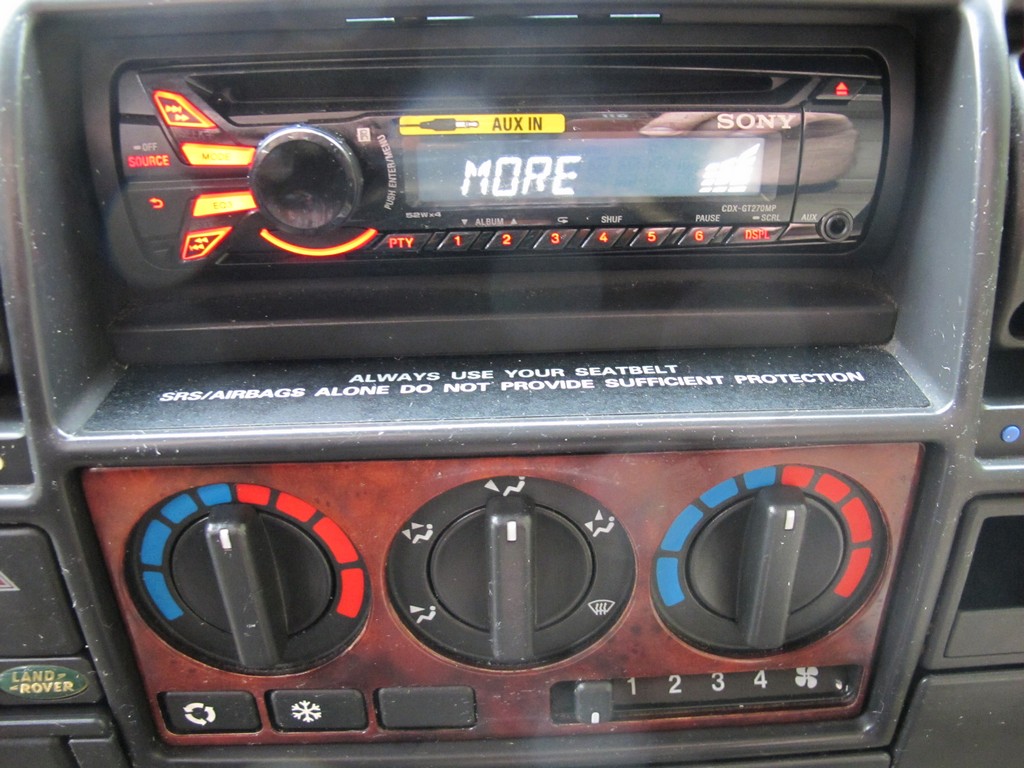 AUX IN
SONY
OFF
SOURCE
MODE
PUSH ENTER/MENU
MORE
EQ
CDX-GT270MP
52W×4
ALBUM
SHUF
PAUSE
SCRL
AUX
PTY 1 2 3 4 5 6 DSPL
ALWAYS USE YOUR SEATBELT
SRS/AIRBAGS ALONE DO NOT PROVIDE SUFFICIENT PROTECTION
LAND
ROVER
1 2 3 4